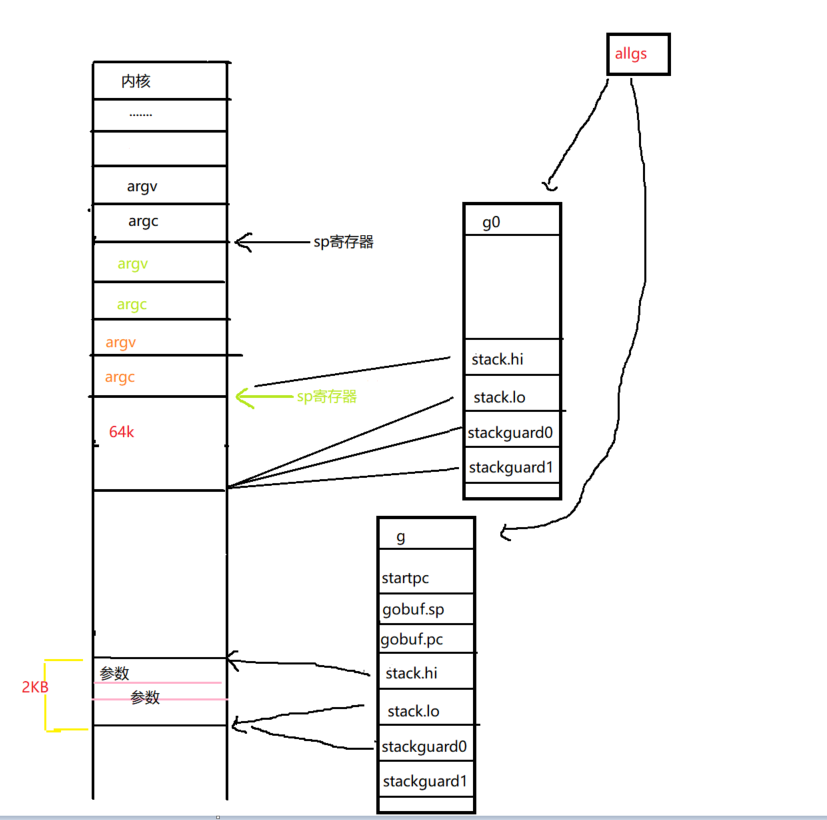 allgs
内核
.......
argv
argc
sp寄存器
argv
argc
argv
argc
sp寄存器
64k
g0
stack.hi
stack.lo
stackguard0
stackguard1
g
startpc
gobuf.sp
gobuf.pc
stack.hi
stack.lo
stackguard0
stackguard1
参数
参数
2KB